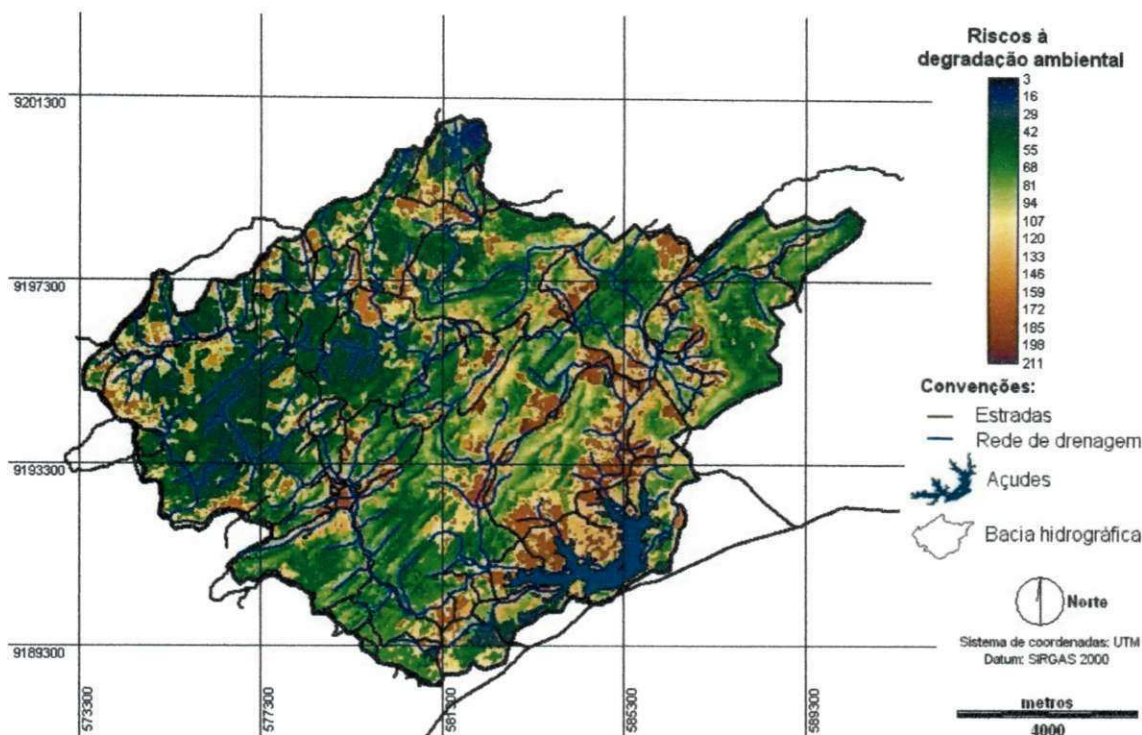 Riscos à
degradação ambiental
3
16
29
42
55
68
81
94
107
120
133
146
159
172
185
198
211
Convenções:
Estradas
Rede de drenagem
Açudes
Bacia hidrográfica
Norte
Sistema de coordenadas: UTM
Datum: SIRGAS 2000
metros
4000
9201300
9197300
9193300
9189300
573300
577300
581300
585300
589300